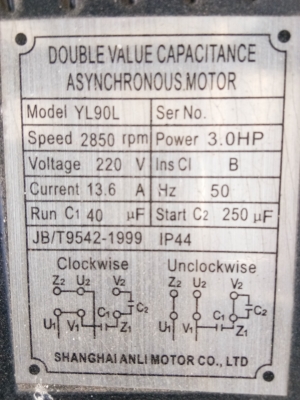 DOUBLE VALUE CAPACITANCE
ASYNCHRONOUS.MOTOR
Model YL90L Ser No.
Speed 2850 rpm Power 3.0HP
Voltage 220 V Ins Cl B
Current 13.6 A Hz 50
Run C1 40 μF Start C2 250 μF
JB/T9542-1999 IP44
Clockwise Unclockwise
Z2 U2 V2 Z2 U2 V2
C2 C2
C1 C1
U1 V1 Z1 U1 V1 Z1
SHANGHAI ANLI MOTOR CO., LTD